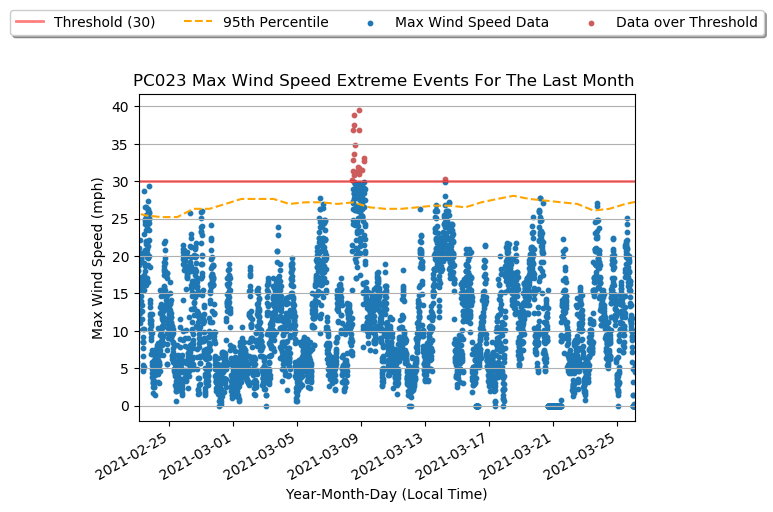 Threshold (30) 95th Percentile Max Wind Speed Data Data over Threshold
PC023 Max Wind Speed Extreme Events For The Last Month
40
35
30
25
20
15
10
5
0
Max Wind Speed (mph)
2021-02-25 2021-03-01 2021-03-05 2021-03-09 2021-03-13 2021-03-17 2021-03-21 2021-03-25
Year-Month-Day (Local Time)